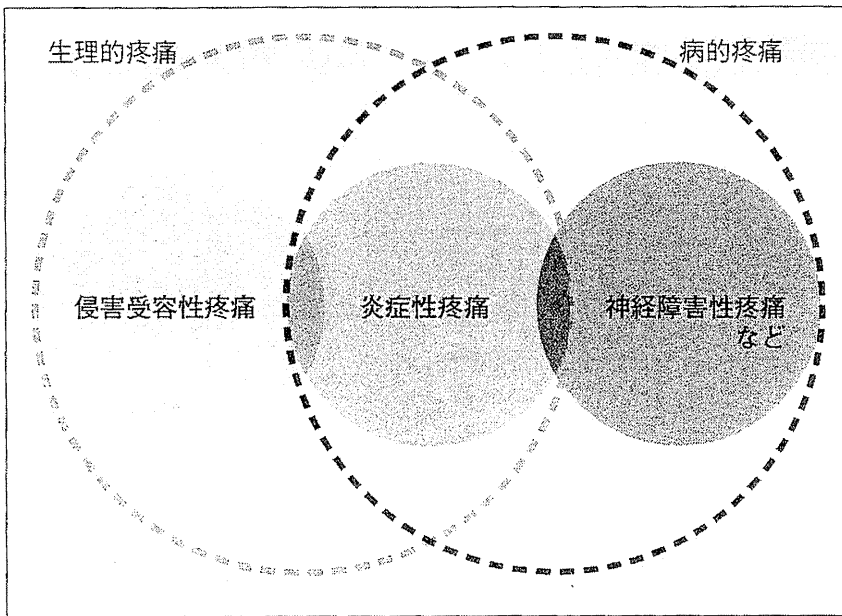 生理的疼痛
病的疼痛
侵害受容性疼痛
炎症性疼痛
神経障害性疼痛
など